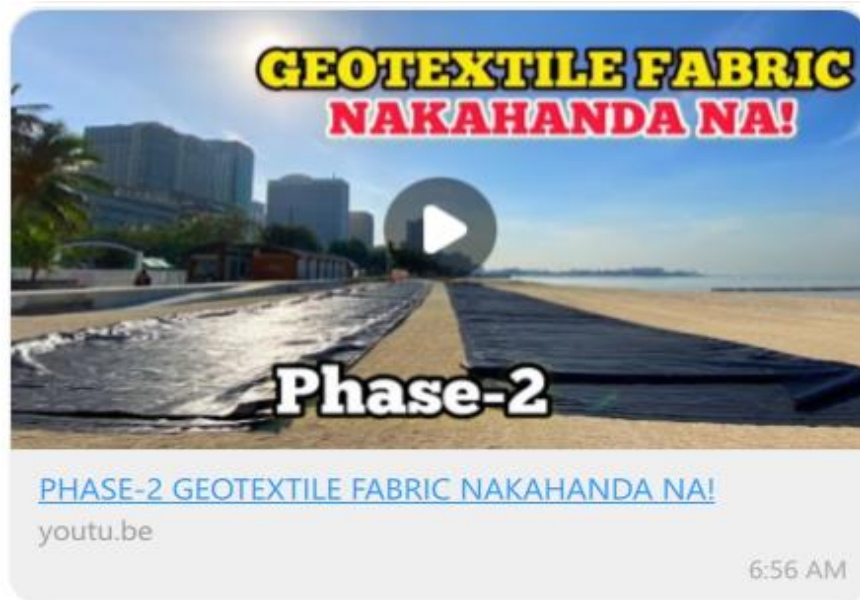 GEOTEXTILE FABRIC
NAKAHANDA NA!
Phase-2
PHASE-2 GEOTEXTILE FABRIC NAKAHANDA NA!
youtu.be
6:56 AM